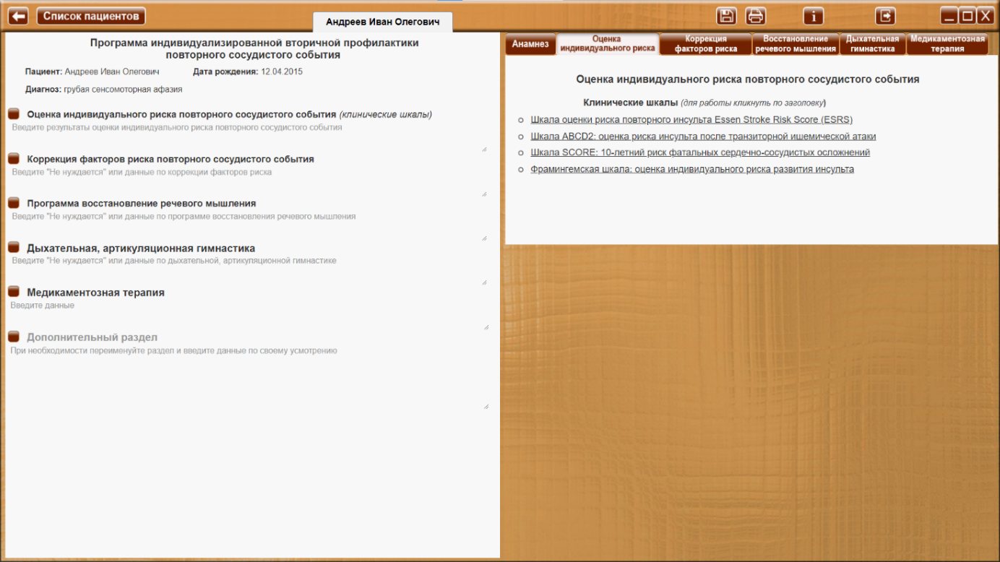 Список пациентов
Андреев Иван Олегович
i
X
Программа индивидуализированной вторичной профилактики
повторного сосудистого события
Пациент: Андреев Иван Олегович Дата рождения: 12.04.2015
Диагноз: грубая сенсомоторная афазия
Оценка индивидуального риска повторного сосудистого события (клинические шкалы)
Введите результаты оценки индивидуального риска повторного сосудистого события
Коррекция факторов риска повторного сосудистого события
Введите "Не нуждается" или данные по коррекции факторов риска
Программа восстановление речевого мышления
Введите "Не нуждается" или данные по программе восстановления речевого мышления
Дыхательная, артикуляционная гимнастика
Введите "Не нуждается" или данные по дыхательной, артикуляционной гимнастике
Медикаментозная терапия
Введите данные
Дополнительный раздел
При необходимости переименуйте раздел и введите данные по своему усмотрению
Анамнез
Оценка
индивидуального риска
Коррекция
факторов риска
Восстановление
речевого мышления
Дыхательная
гимнастика
Медикаментозная
терапия
Оценка индивидуального риска повторного сосудистого события
Клинические шкалы (для работы кликнуть по заголовку)
Шкала оценки риска повторного инсульта Essen Stroke Risk Score (ESRS)
Шкала ABCD2: оценка риска инсульта после транзиторной ишемической атаки
Шкала SCORE: 10-летний риск фатальных сердечно-сосудистых осложнений
Фрамингемская шкала: оценка индивидуального риска развития инсульта